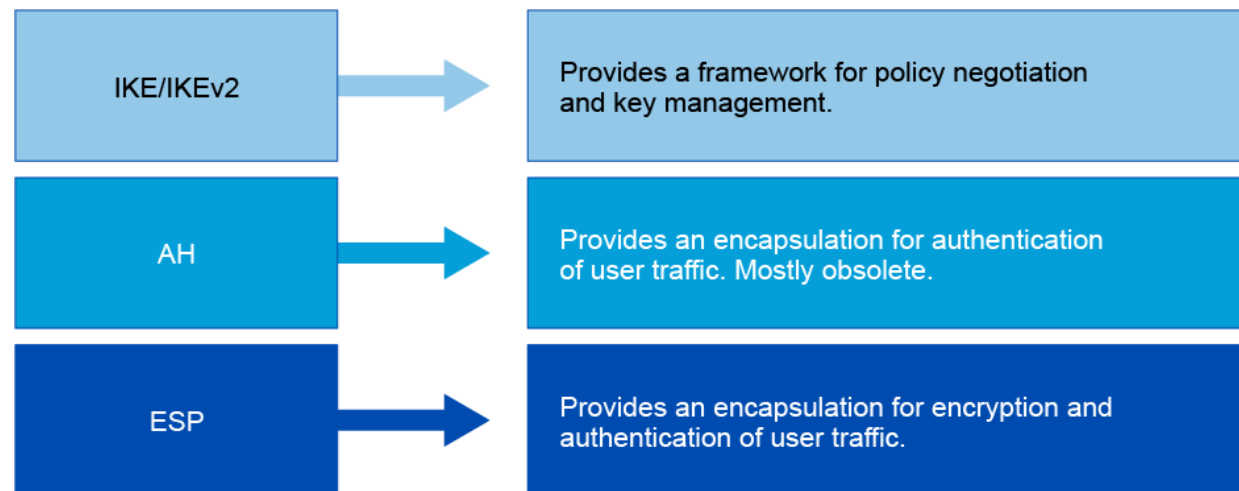 IKE/IKEv2
Provides a framework for policy negotiation
and key management.
AH
Provides an encapsulation for authentication
of user traffic. Mostly obsolete.
ESP
Provides an encapsulation for encryption and
authentication of user traffic.